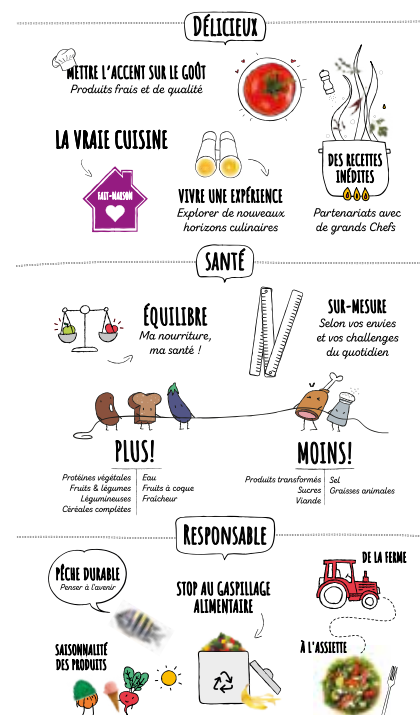 DÉLICIEUX
METTRE L'ACCENT SUR LE GOÛT
Produits frais et de qualité
LA VRAIE CUISINE
FAIT-MAISON
VIVRE UNE EXPÉRIENCE
Explorer de nouveaux
horizons culinaires
DES RECETTES
INÉDITES
Partenariats avec
de grands Chefs
SANTÉ
ÉQUILIBRE
Ma nourriture,
ma santé !
SUR-MESURE
Selon vos envies
et vos challenges
du quotidien
PLUS!
Protéines végétales
Fruits & légumes
Légumineuses
Céréales complètes
Eau
Fruits à coque
Fraîcheur
MOINS!
Produits transformés
Sucres
Viande
Sel
Graisses animales
RESPONSABLE
PÊCHE DURABLE
Penser à l'avenir
STOP AU GASPILLAGE
ALIMENTAIRE
DE LA FERME
À L'ASSIETTE
SAISONNALITÉ
DES PRODUITS